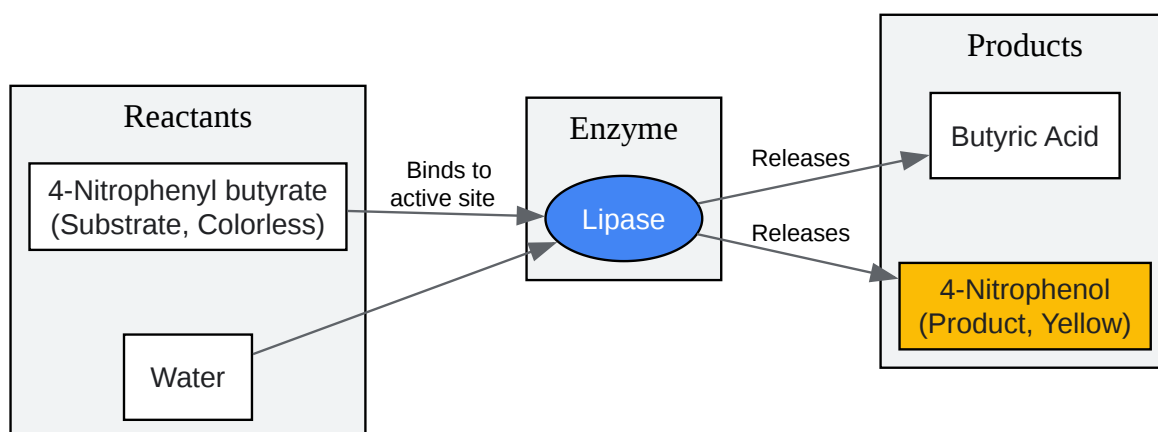 Reactants
4-Nitrophenyl butyrate
(Substrate, Colorless)
Water
Binds to
active site
Enzyme
Lipase
Releases
Releases
Products
Butyric Acid
4-Nitrophenol
(Product, Yellow)